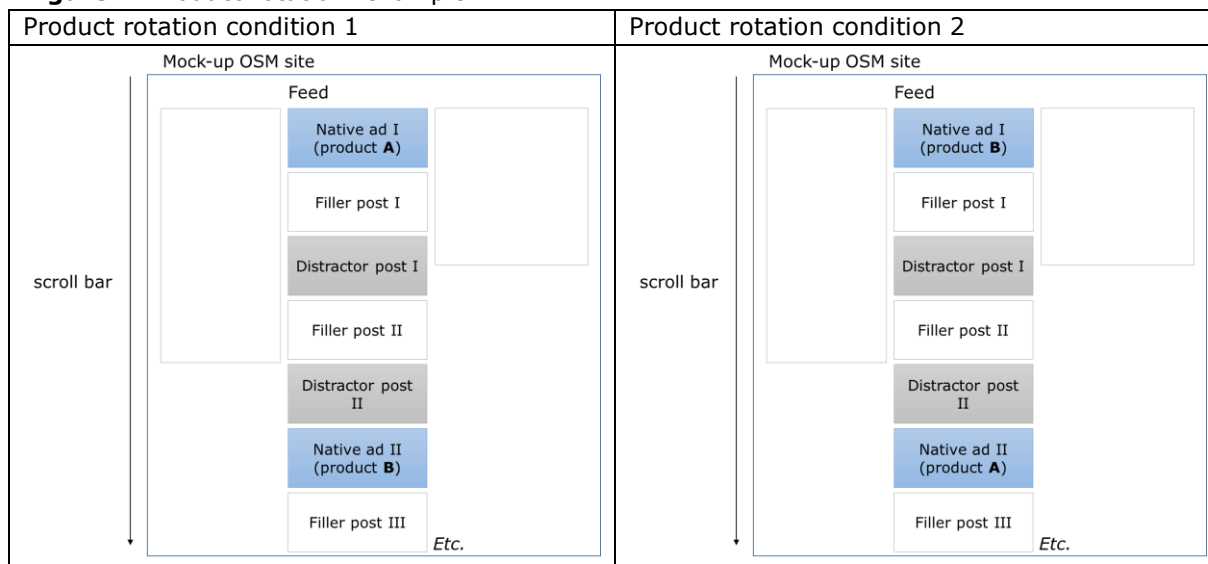 Product rotation condition 1
Product rotation condition 2
Mock-up OSM site
Feed
Native ad I
(product A)
Filler post I
Distractor post I
scroll bar
Filler post II
Distractor post
II
Native ad II
(product B)
Filler post III
Etc.
Mock-up OSM site
Feed
Native ad I
(product B)
Filler post I
Distractor post I
scroll bar
Filler post II
Distractor post
II
Native ad II
(product A)
Filler post III
Etc.